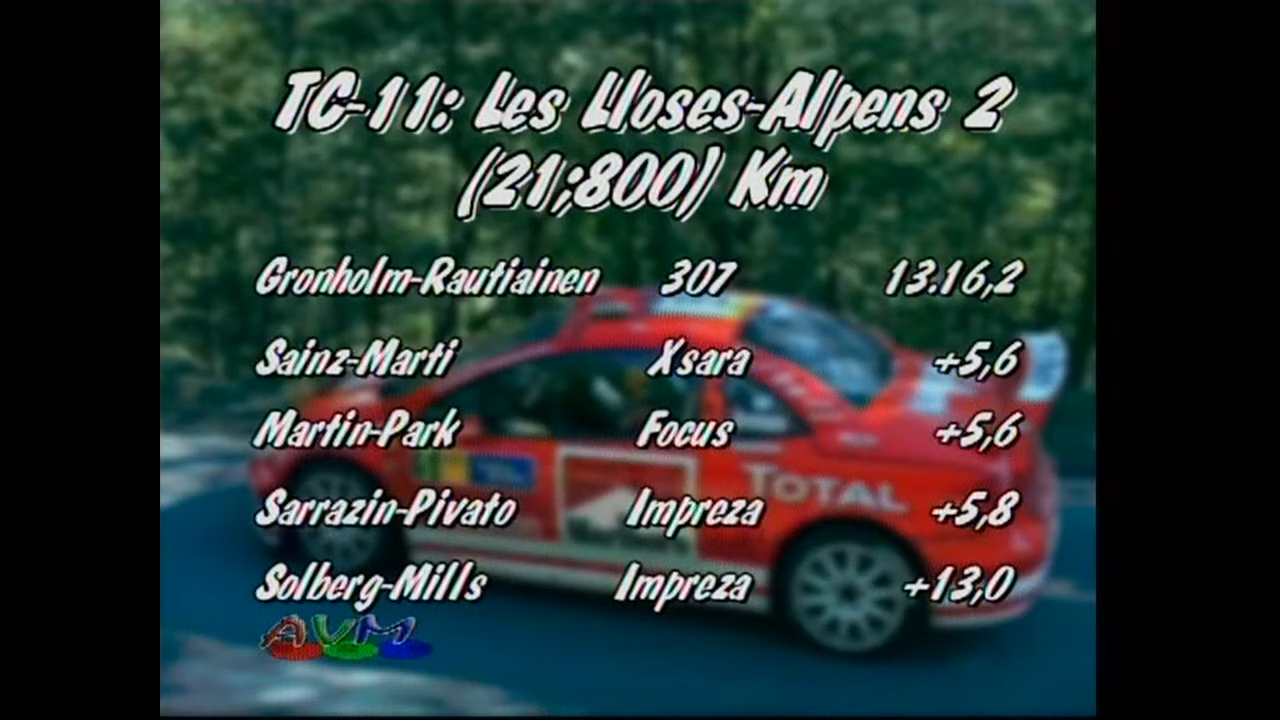 TC-11: Les Lloses-Alpens 2
(21;800) Km
Gronholm-Rautiainen 307 13.16,2
Sainz-Marti Xsara +5,6
Martin-Park Focus +5,6
Sarrazin-Pivato Impreza +5,8
Solberg-Mills Impreza +13,0
AVM
TOTAL